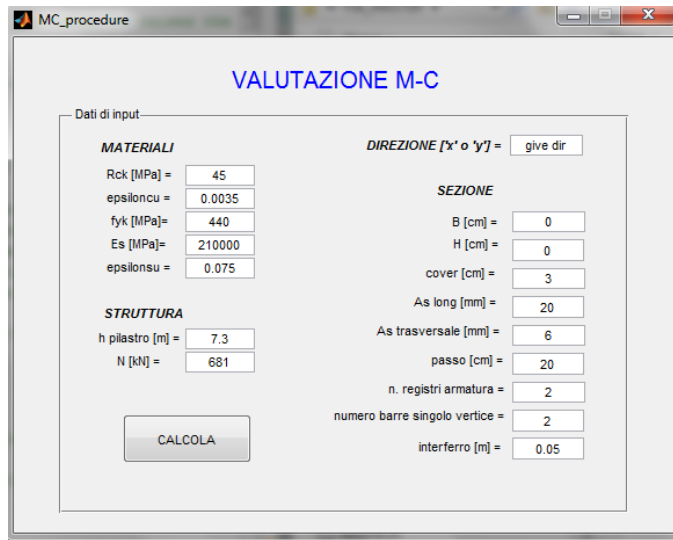 MC_procedure
VALUTAZIONE M-C
Dati di input
MATERIALI
Rck [MPa] = 45
epsiloncu = 0.0035
fyk [MPa]= 440
Es [MPa]= 210000
epsilonsu = 0.075
STRUTTURA
h pilastro [m] = 7.3
N [kN] = 681
CALCOLA
DIREZIONE ['x' o 'y'] = give dir
SEZIONE
B [cm] = 0
H [cm] = 0
cover [cm] = 3
As long [mm] = 20
As trasversale [mm] = 6
passo [cm] = 20
n. registri armatura = 2
numero barre singolo vertice = 2
interferro [m] = 0.05